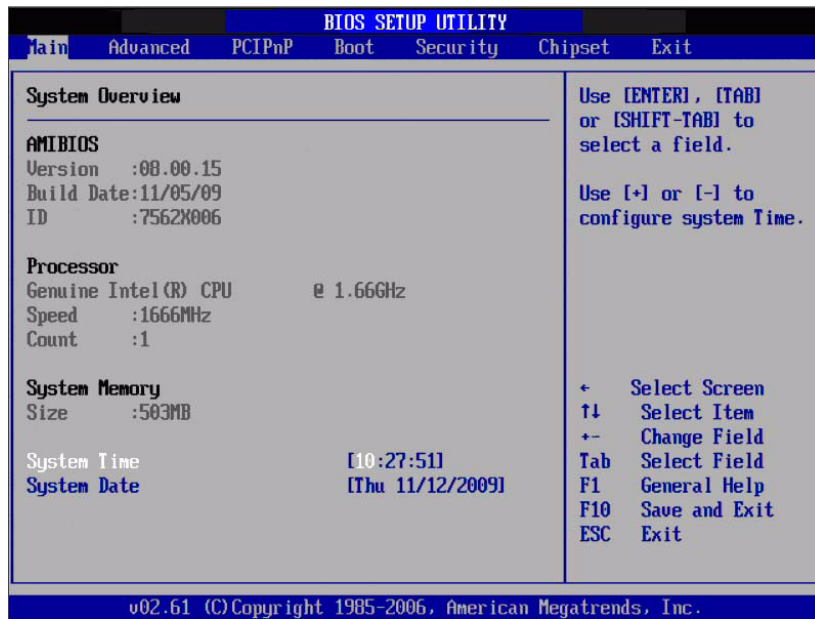 BIOS SETUP UTILITY
Main Advanced PCIPnP Boot Security Chipset Exit
System Overview
AMIBIOS
Version :08.00.15
Build Date:11/05/09
ID :7562X006
Processor
Genuine Intel(R) CPU @ 1.66GHz
Speed :1666MHz
Count :1
System Memory
Size :503MB
System Time [10:27:51]
System Date [Thu 11/12/2009]
Use [ENTER], [TAB]
or [SHIFT-TAB] to
select a field.
Use [+] or [-] to
configure system Time.
← Select Screen
↑↓ Select Item
+- Change Field
Tab Select Field
F1 General Help
F10 Save and Exit
ESC Exit
v02.61 (C)Copyright 1985-2006, American Megatrends, Inc.